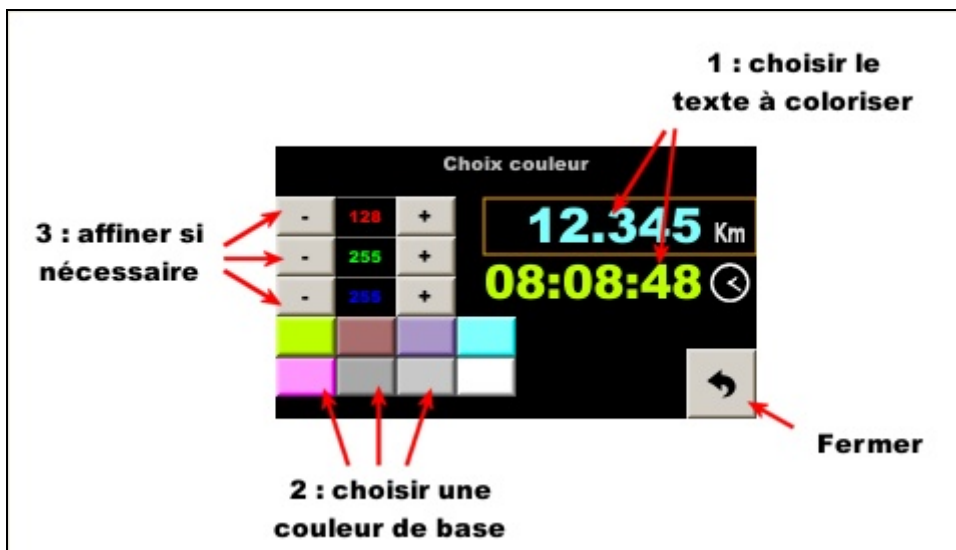 1 : choisir le
texte à coloriser
Choix couleur
3 : affiner si
nécessaire
- 128 +
- 255 +
- 255 +
12.345 Km
08:08:48
Fermer
2 : choisir une
couleur de base